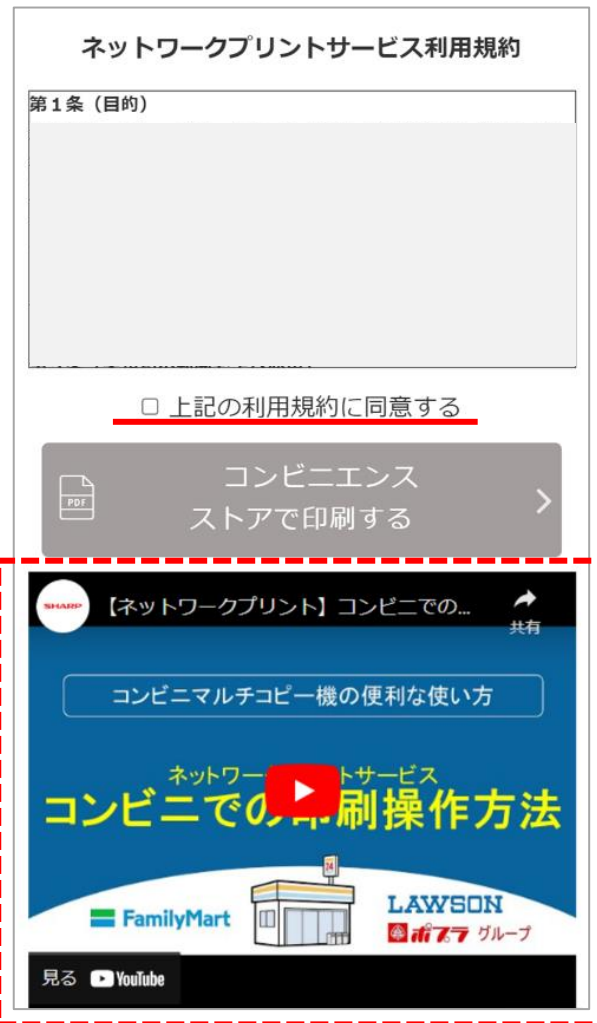 ネットワークプリントサービス利用規約
第1条（目的）
上記の利用規約に同意する
PDF
コンビニエンス
ストアで印刷する
SHARP
【ネットワークプリント】コンビニでの...
共有
コンビニマルチコピー機の便利な使い方
ネットワー
トサービス
コンビニでの印刷操作方法
24
FamilyMart
LAWSON
ポプラ グループ
見る YouTube